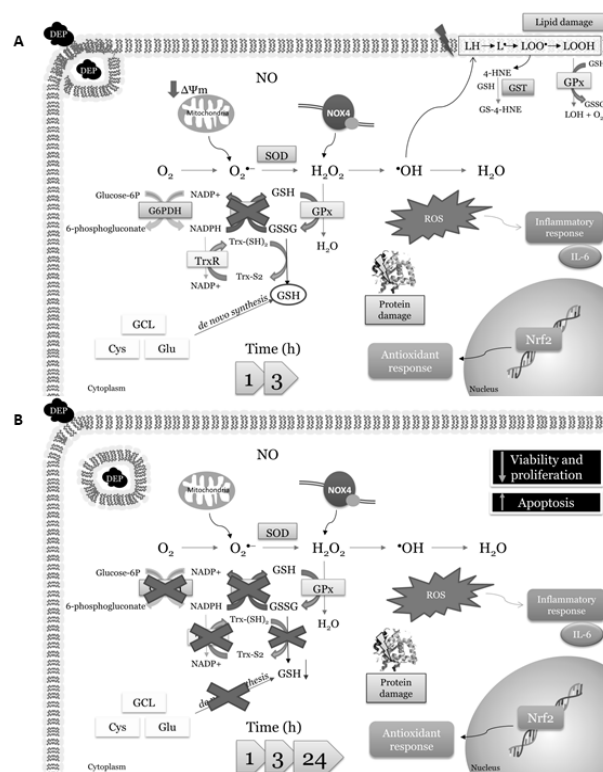 A
DEP
DEP
Lipid damage
LH L• LOO• LOOH
4-HNE
GSH
GST
GS-4-HNE
GSH
GPx
GSSG
LOH + O₂
NO
ΔΨm
Mitochondria
NOX4
O₂ O₂•− SOD H₂O₂ •OH H₂O
Glucose-6P
G6PDH
6-phosphogluconate
NADP+
NADPH
GSH
GSSG
GPx
H₂O
Trx-(SH)₂
TrxR
Trx-S2
NADP+
GSH
de novo synthesis
GCL
Cys
Glu
Time (h)
1 3
Cytoplasm
ROS
Inflammatory
response
IL-6
Protein
damage
Antioxidant
response
Nrf2
Nucleus
B
DEP
DEP
NO
Viability and
proliferation
Apoptosis
Mitochondria
NOX4
O₂ O₂•− SOD H₂O₂ •OH H₂O
Glucose-6P
6-phosphogluconate
NADP+
NADPH
GSH
GSSG
GPx
H₂O
Trx-(SH)₂
Trx-S2
NADP+
GSH
GCL
Cys
Glu
Time (h)
1 3 24
Cytoplasm
ROS
Inflammatory
response
IL-6
Protein
damage
Antioxidant
response
Nrf2
Nucleus